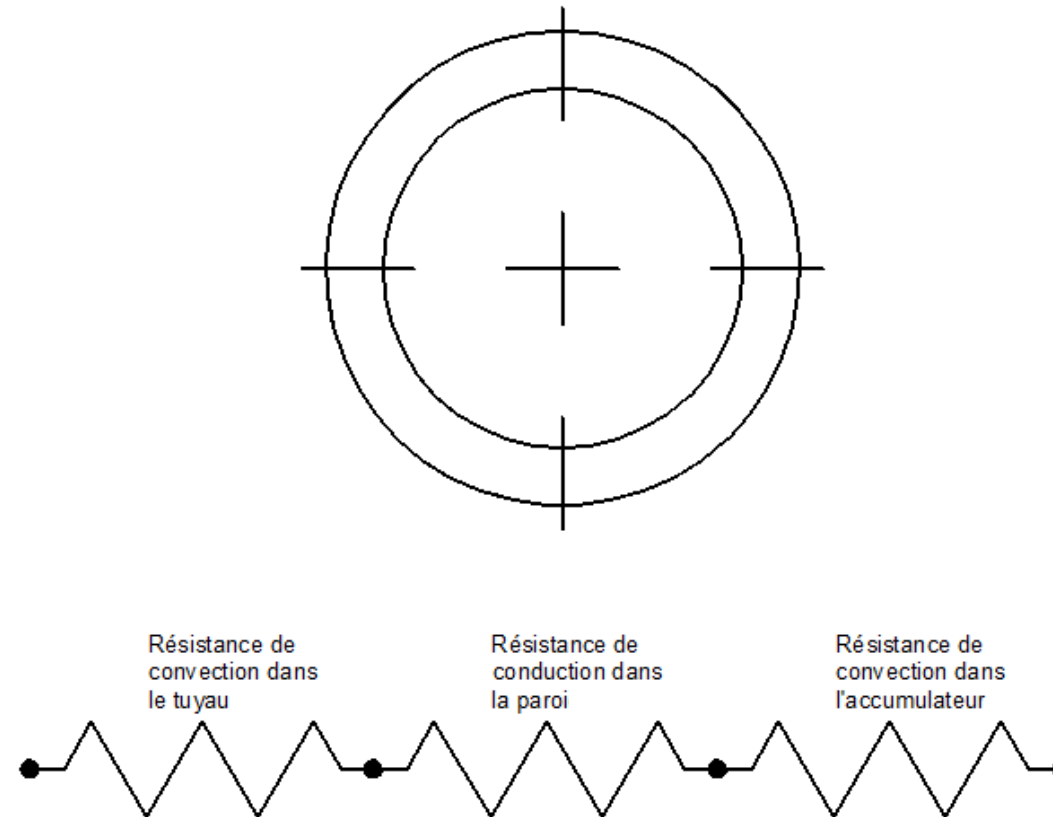 Résistance de
convection dans
le tuyau
Résistance de
conduction dans
la paroi
Résistance de
convection dans
l'accumulateur